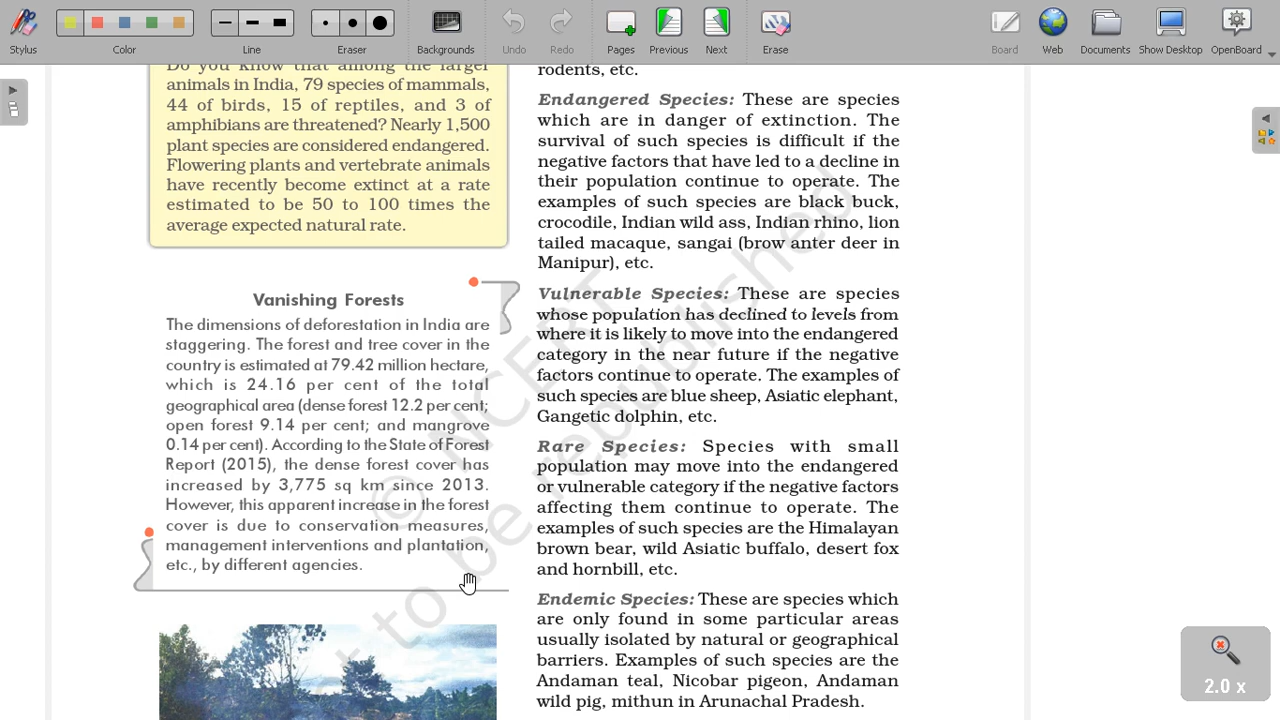 Stylus
Color
Line
Eraser
Backgrounds
Undo
Redo
Pages
Previous
Next
Erase
Board
Web
Documents
Show Desktop
OpenBoard
Do you know that among the larger
animals in India, 79 species of mammals,
44 of birds, 15 of reptiles, and 3 of
amphibians are threatened? Nearly 1,500
plant species are considered endangered.
Flowering plants and vertebrate animals
have recently become extinct at a rate
estimated to be 50 to 100 times the
average expected natural rate.
Vanishing Forests
The dimensions of deforestation in India are
staggering. The forest and tree cover in the
country is estimated at 79.42 million hectare,
which is 24.16 per cent of the total
geographical area (dense forest 12.2 per cent;
open forest 9.14 per cent; and mangrove
0.14 per cent). According to the State of Forest
Report (2015), the dense forest cover has
increased by 3,775 sq km since 2013.
However, this apparent increase in the forest
cover is due to conservation measures,
management interventions and plantation,
etc., by different agencies.
rodents, etc.
Endangered Species: These are species
which are in danger of extinction. The
survival of such species is difficult if the
negative factors that have led to a decline in
their population continue to operate. The
examples of such species are black buck,
crocodile, Indian wild ass, Indian rhino, lion
tailed macaque, sangai (brow anter deer in
Manipur), etc.
Vulnerable Species: These are species
whose population has declined to levels from
where it is likely to move into the endangered
category in the near future if the negative
factors continue to operate. The examples of
such species are blue sheep, Asiatic elephant,
Gangetic dolphin, etc.
Rare Species: Species with small
population may move into the endangered
or vulnerable category if the negative factors
affecting them continue to operate. The
examples of such species are the Himalayan
brown bear, wild Asiatic buffalo, desert fox
and hornbill, etc.
Endemic Species: These are species which
are only found in some particular areas
usually isolated by natural or geographical
barriers. Examples of such species are the
Andaman teal, Nicobar pigeon, Andaman
wild pig, mithun in Arunachal Pradesh.
© NCERT
to be republished
2.0 x